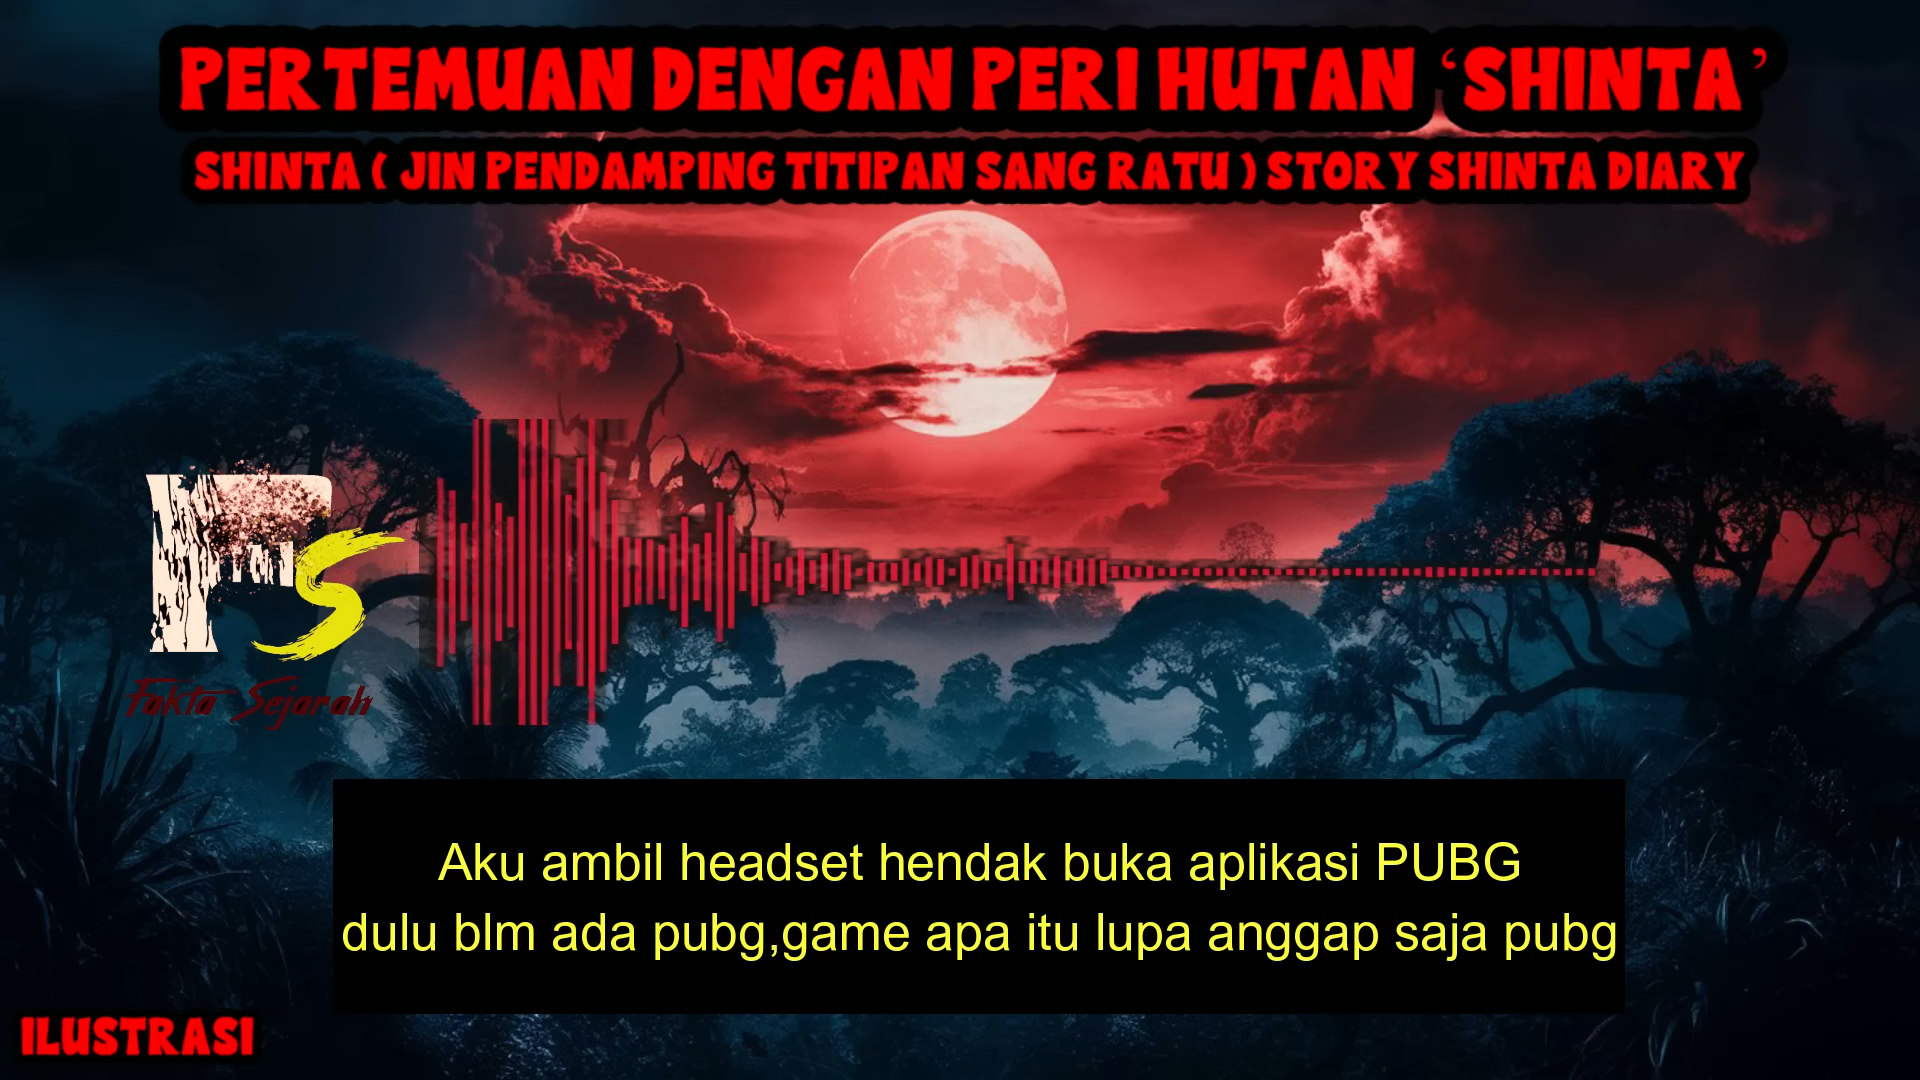 PERTEMUAN DENGAN PERI HUTAN ‘SHINTA’
SHINTA ( JIN PENDAMPING TITIPAN SANG RATU ) STORY SHINTA DIARY
FS
Fakta Sejarah
Aku ambil headset hendak buka aplikasi PUBG
dulu blm ada pubg,game apa itu lupa anggap saja pubg
ILUSTRASI